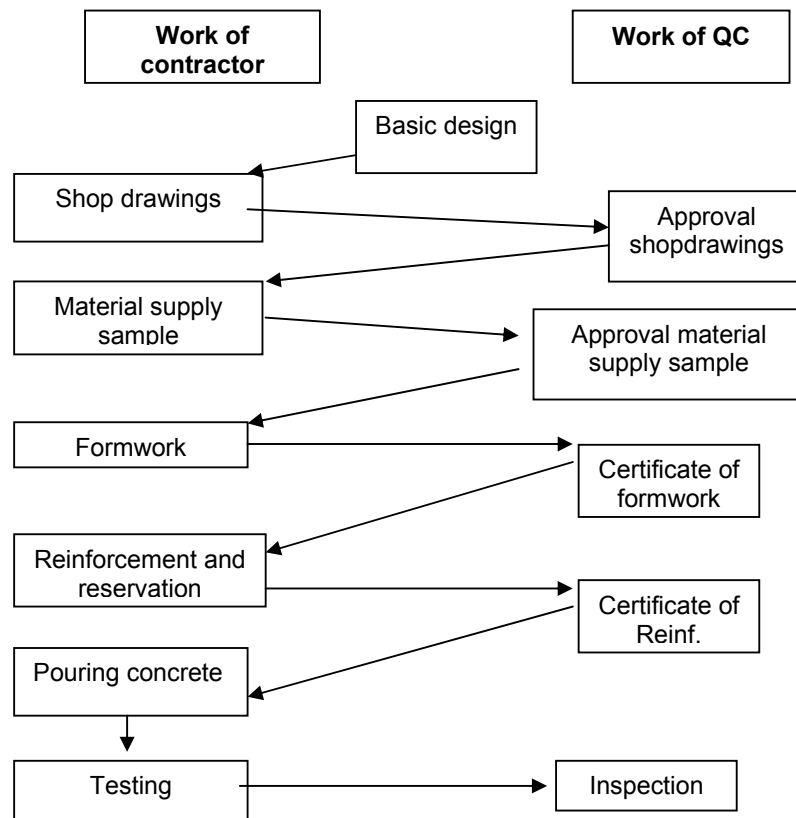 Work of
contractor
Work of QC
Basic design
Shop drawings
Approval
shopdrawings
Material supply
sample
Approval material
supply sample
Formwork
Certificate of
formwork
Reinforcement and
reservation
Certificate of
Reinf.
Pouring concrete
Testing
Inspection